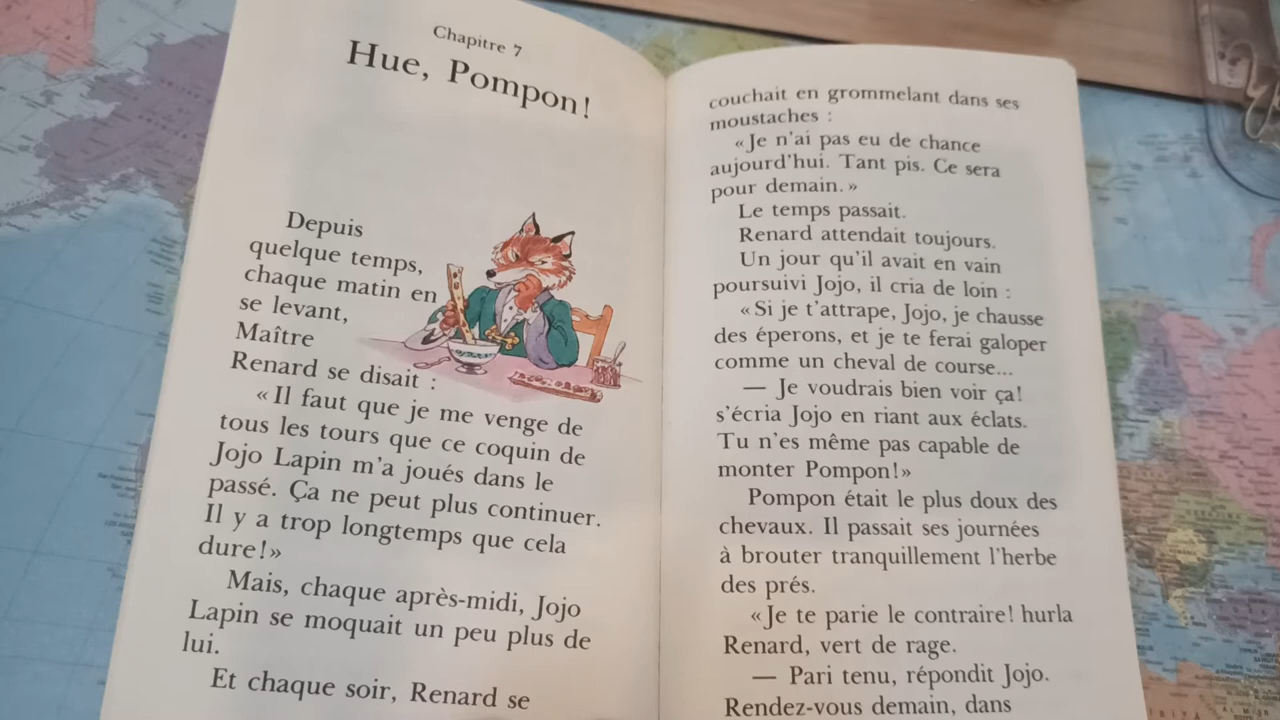 Chapitre 7
Hue, Pompon!
Depuis
quelque temps,
chaque matin en
se levant,
Maître
Renard se disait :
«Il faut que je me venge de
tous les tours que ce coquin de
Jojo Lapin m'a joués dans le
passé. Ça ne peut plus continuer.
Il y a trop longtemps que cela
dure!»
Mais, chaque après-midi, Jojo
Lapin se moquait un peu plus de
lui.
Et chaque soir, Renard se
couchait en grommelant dans ses
moustaches :
«Je n'ai pas eu de chance
aujourd'hui. Tant pis. Ce sera
pour demain.»
Le temps passait.
Renard attendait toujours.
Un jour qu'il avait en vain
poursuivi Jojo, il cria de loin :
«Si je t'attrape, Jojo, je chausse
des éperons, et je te ferai galoper
comme un cheval de course...
— Je voudrais bien voir ça!
s'écria Jojo en riant aux éclats.
Tu n'es même pas capable de
monter Pompon!»
Pompon était le plus doux des
chevaux. Il passait ses journées
à brouter tranquillement l'herbe
des prés.
«Je te parie le contraire! hurla
Renard, vert de rage.
— Pari tenu, répondit Jojo.
Rendez-vous demain, dans